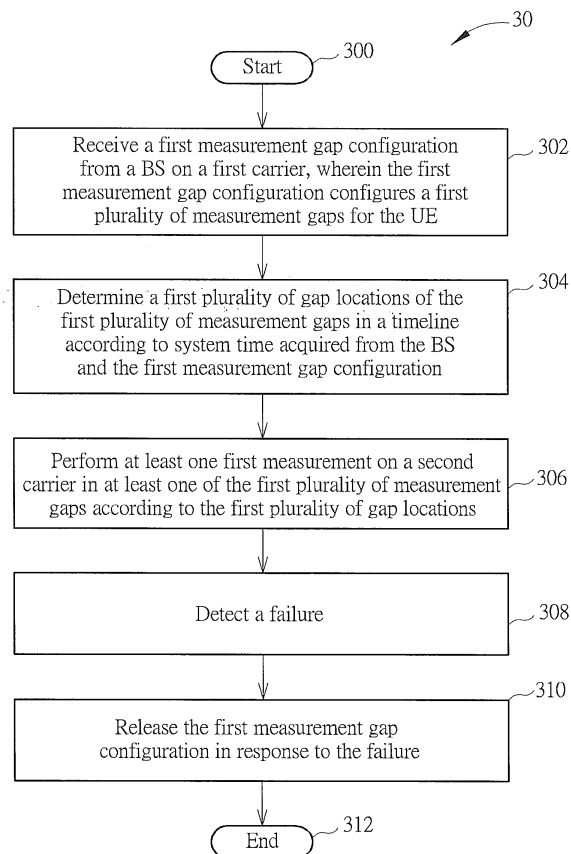 30
Start
300
Receive a first measurement gap configuration
from a BS on a first carrier, wherein the first
measurement gap configuration configures a first
plurality of measurement gaps for the UE
302
Determine a first plurality of gap locations of the
first plurality of measurement gaps in a timeline
according to system time acquired from the BS
and the first measurement gap configuration
304
Perform at least one first measurement on a second
carrier in at least one of the first plurality of measurement
gaps according to the first plurality of gap locations
306
Detect a failure
308
Release the first measurement gap
configuration in response to the failure
310
End
312